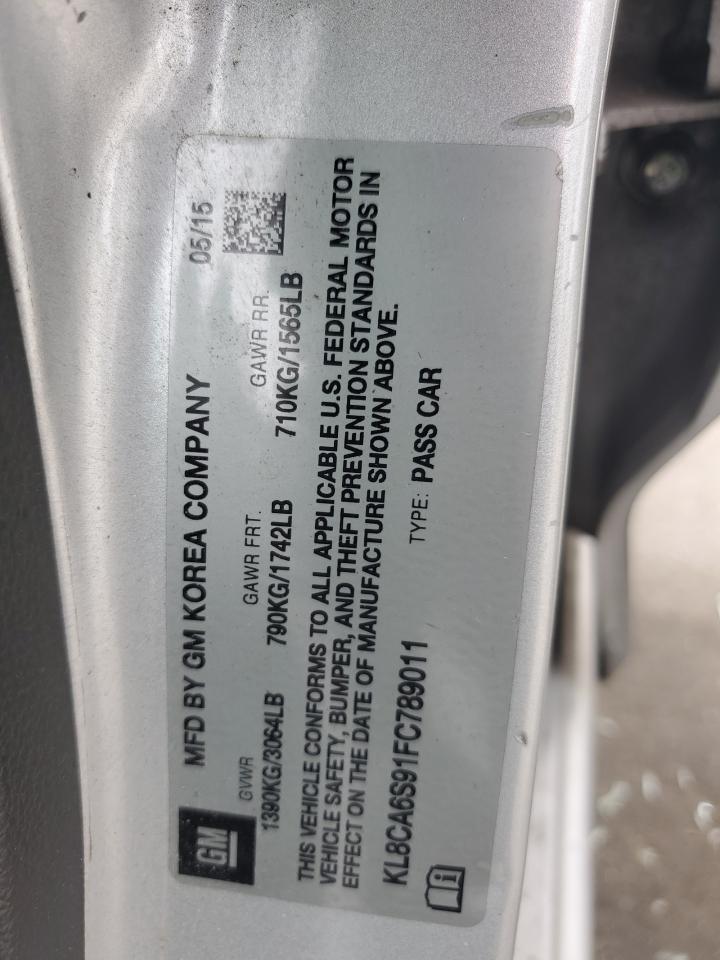 GM
MFD BY GM KOREA COMPANY 05/15
GVWR GAWR FRT. GAWR RR.
1390KG/3064LB 790KG/1742LB 710KG/1565LB
THIS VEHICLE CONFORMS TO ALL APPLICABLE U.S. FEDERAL MOTOR
VEHICLE SAFETY, BUMPER, AND THEFT PREVENTION STANDARDS IN
EFFECT ON THE DATE OF MANUFACTURE SHOWN ABOVE.
KL8CA6S91FC789011 TYPE: PASS CAR